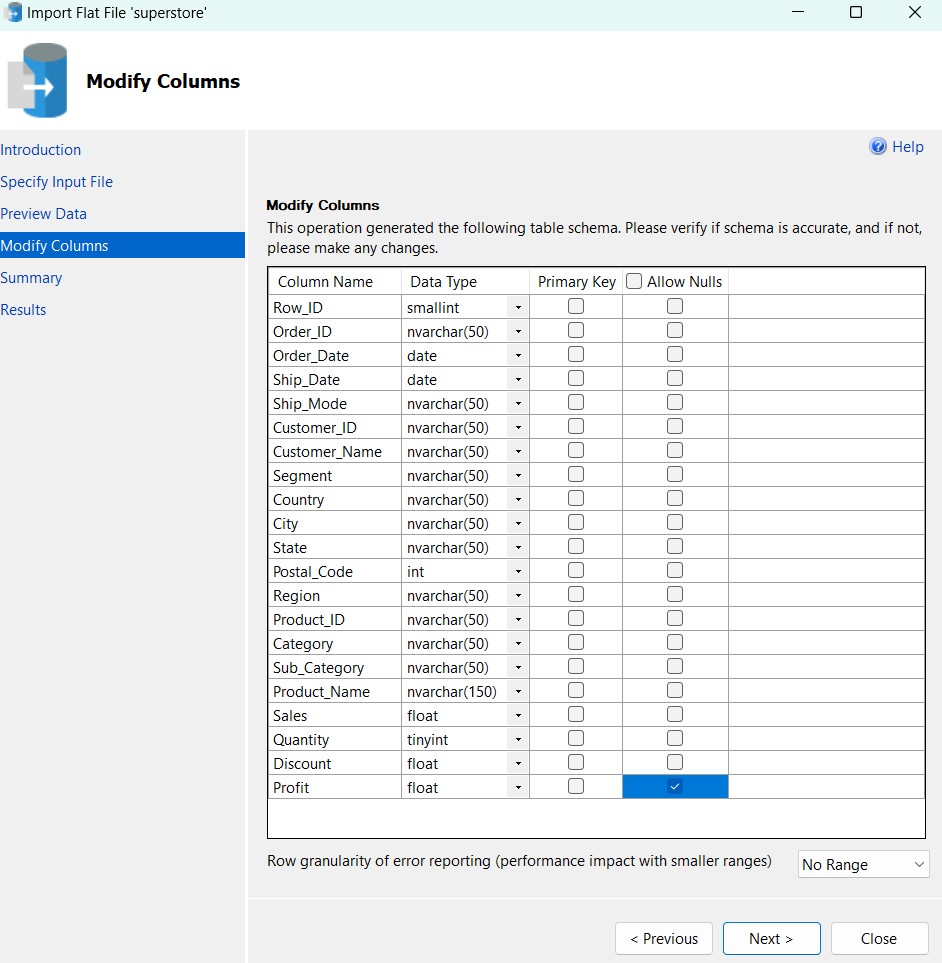 Import Flat File 'superstore'
Modify Columns
Introduction
Specify Input File
Preview Data
Modify Columns
Summary
Results
Help
Modify Columns
This operation generated the following table schema. Please verify if schema is accurate, and if not,
please make any changes.
Column Name Data Type Primary Key Allow Nulls
Row_ID smallint
Order_ID nvarchar(50)
Order_Date date
Ship_Date date
Ship_Mode nvarchar(50)
Customer_ID nvarchar(50)
Customer_Name nvarchar(50)
Segment nvarchar(50)
Country nvarchar(50)
City nvarchar(50)
State nvarchar(50)
Postal_Code int
Region nvarchar(50)
Product_ID nvarchar(50)
Category nvarchar(50)
Sub_Category nvarchar(50)
Product_Name nvarchar(150)
Sales float
Quantity tinyint
Discount float
Profit float
Row granularity of error reporting (performance impact with smaller ranges) No Range
< Previous Next > Close